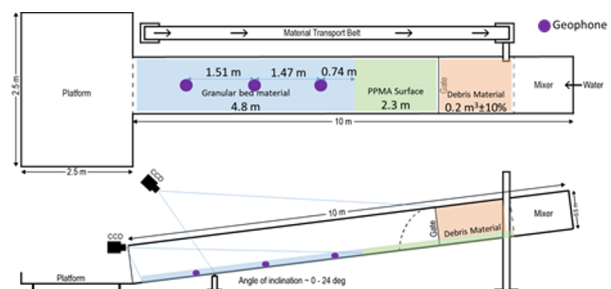 Geophone
Material Transport Belt
1.51 m
1.47 m
0.74 m
Platform
Granular bed material
4.8 m
PPMA Surface
2.3 m
Gate
Debris Material
0.2 m³±10%
Mixer
Water
2.5 m
10 m
2.5 m
CCD
10 m
CCD
Gate
Debris Material
Mixer
Platform
Angle of inclination ~ 0 - 24 deg